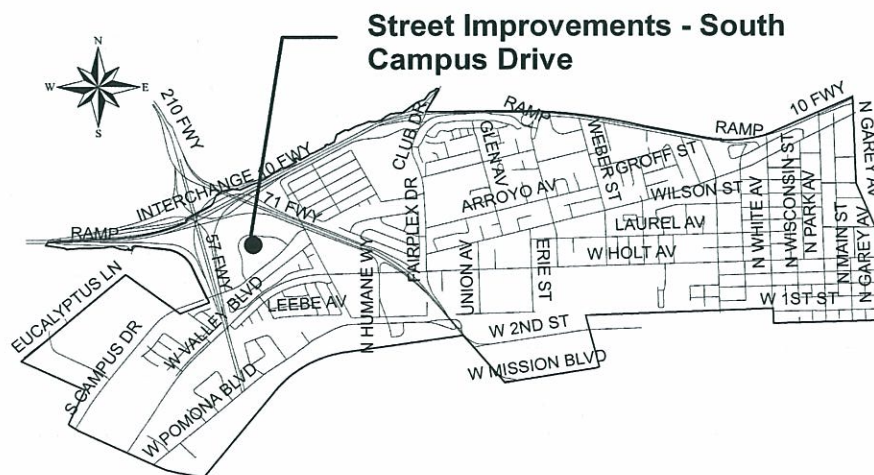 Street Improvements - South
Campus Drive
N
W
E
S
210 FWY
INTERCHANGE
10 FWY
RAMP
71 FWY
57 FWY
CLUB DR
RAMP
RAMP
10 FWY
N GAREY AV
GLEN AV
WEBER ST
GROFF ST
ARROYO AV
WILSON ST
FAIRPLEX DR
LAUREL AV
W HOLT AV
N WHITE AV
N WISCONSIN ST
N PARK AV
N MAIN ST
N GAREY AV
UNION AV
ERIE ST
N HUMANE WY
EUCALYPTUS LN
W VALLEY BLVD
LEEBE AV
W 1ST ST
W 2ND ST
W MISSION BLVD
S CAMPUS DR
W POMONA BLVD